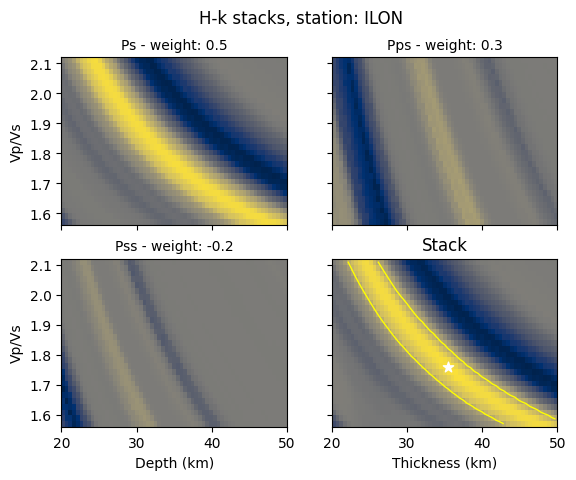 H-k stacks, station: ILON
Ps - weight: 0.5
Pps - weight: 0.3
Vp/Vs
2.1
2.0
1.9
1.8
1.7
1.6
Pss - weight: -0.2
Stack
Vp/Vs
2.1
2.0
1.9
1.8
1.7
1.6
20 30 40 50
20 30 40 50
Depth (km)
Thickness (km)